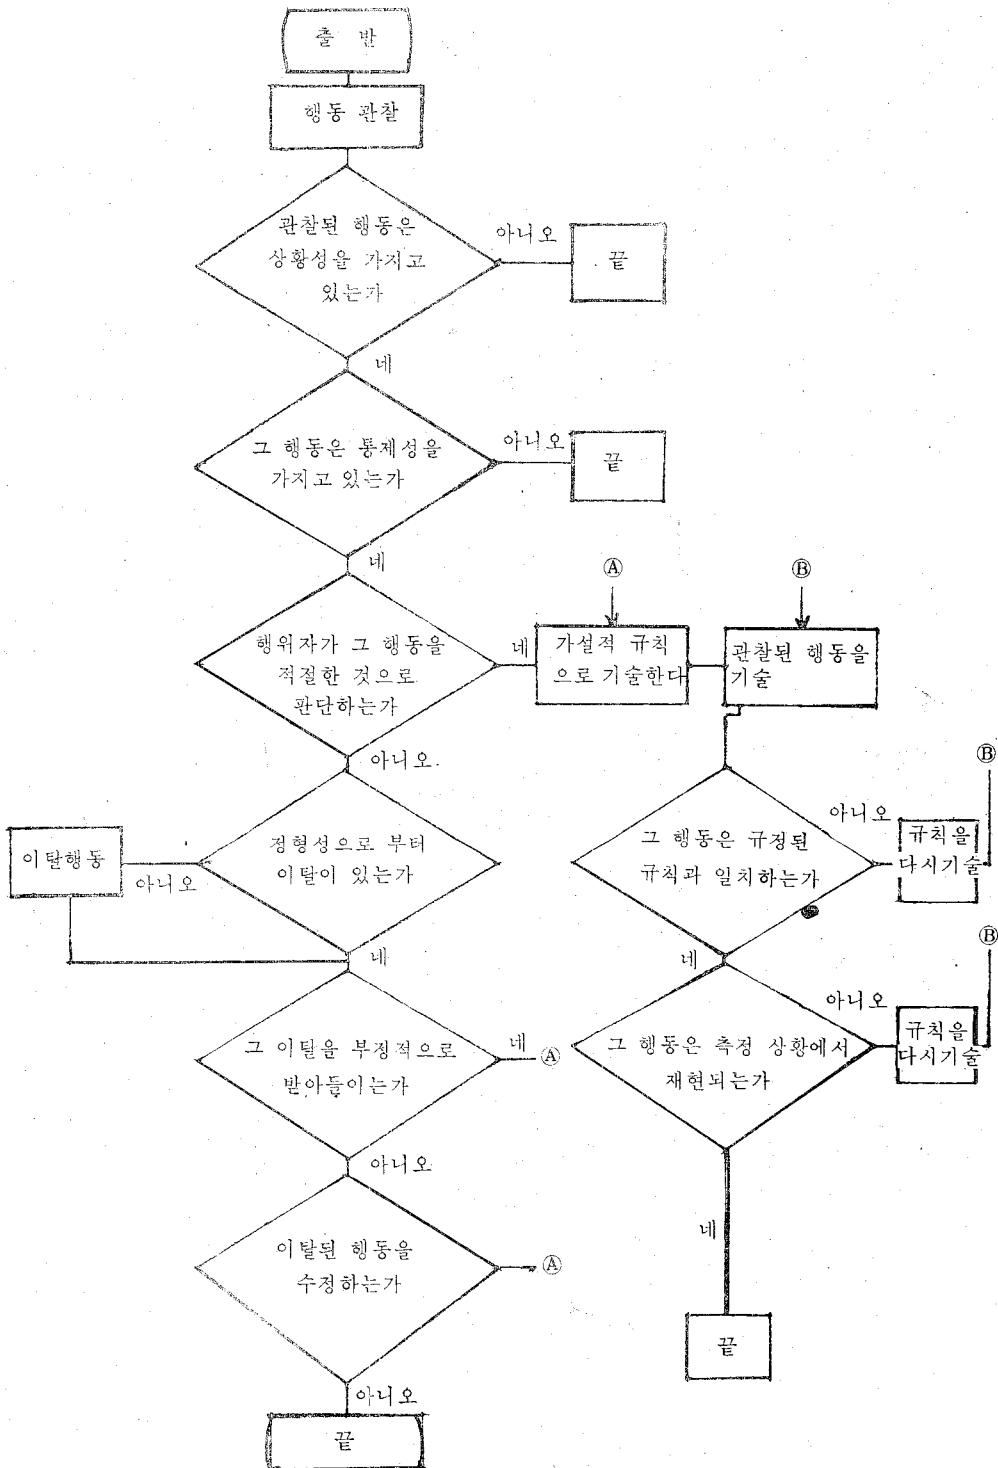 출 발
행동 관찰
관찰된 행동은
상황성을 가지고
있는가
아니오
끝
네
그 행동은 통제성을
가지고 있는가
아니오
끝
네
행위자가 그 행동을
적절한 것으로
판단하는가
네
Ⓐ
가설적 규칙
으로 기술한다
Ⓑ
관찰된 행동을
기술
아니오.
정형성으로 부터
이탈이 있는가
아니오
이탈행동
네
그 행동은 규정된
규칙과 일치하는가
아니오
규칙을
다시기술
Ⓑ
네
그 이탈을 부정적으로
받아들이는가
네
Ⓐ
그 행동은 측정 상황에서
재현되는가
아니오
규칙을
다시기술
Ⓑ
아니오
이탈된 행동을
수정하는가
Ⓐ
네
끝
아니오
끝